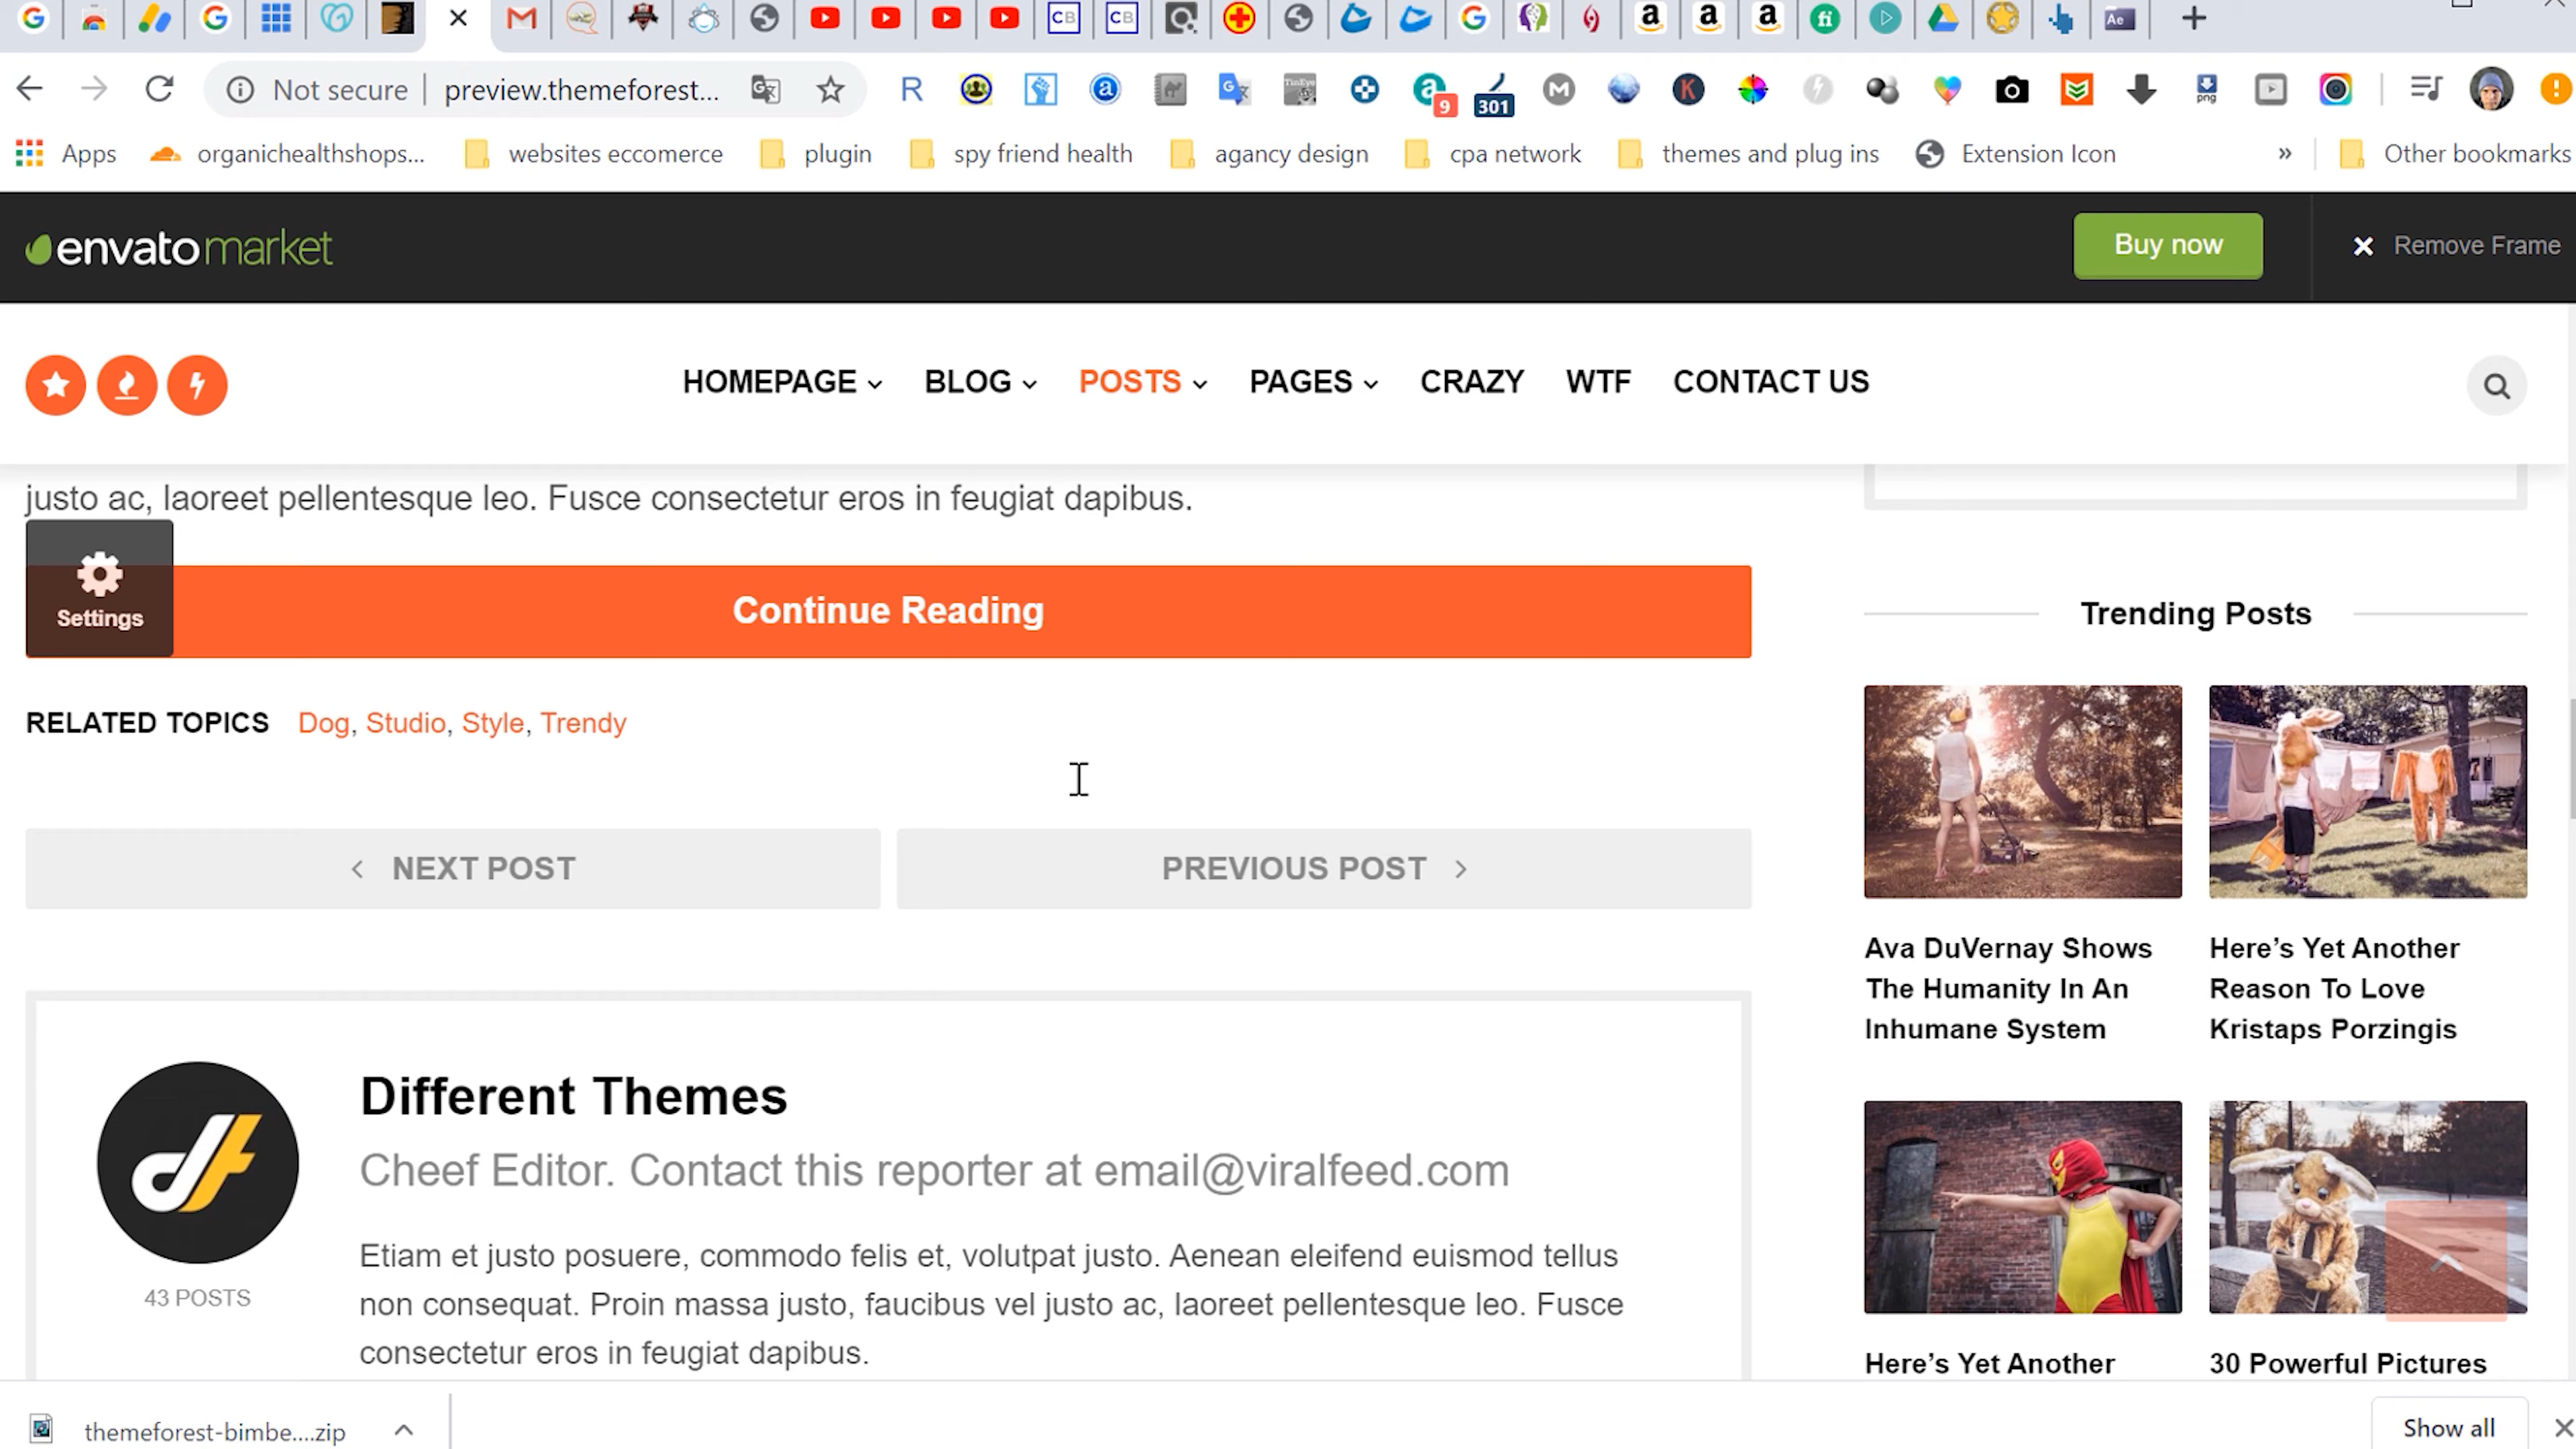 Not secure | preview.themeforest...
9
301
png
Apps organichealthshops... websites eccomerce plugin spy friend health agancy design cpa network themes and plug ins Extension Icon » Other bookmarks
envatomarket
Buy now
× Remove Frame
HOMEPAGE BLOG POSTS PAGES CRAZY WTF CONTACT US
justo ac, laoreet pellentesque leo. Fusce consectetur eros in feugiat dapibus.
Settings
Continue Reading
RELATED TOPICS Dog, Studio, Style, Trendy
NEXT POST
PREVIOUS POST
Different Themes
Cheef Editor. Contact this reporter at email@viralfeed.com
43 POSTS
Etiam et justo posuere, commodo felis et, volutpat justo. Aenean eleifend euismod tellus
non consequat. Proin massa justo, faucibus vel justo ac, laoreet pellentesque leo. Fusce
consectetur eros in feugiat dapibus.
Trending Posts
Ava DuVernay Shows
The Humanity In An
Inhumane System
Here's Yet Another
Reason To Love
Kristaps Porzingis
Here's Yet Another
30 Powerful Pictures
themeforest-bimbe....zip
Show all